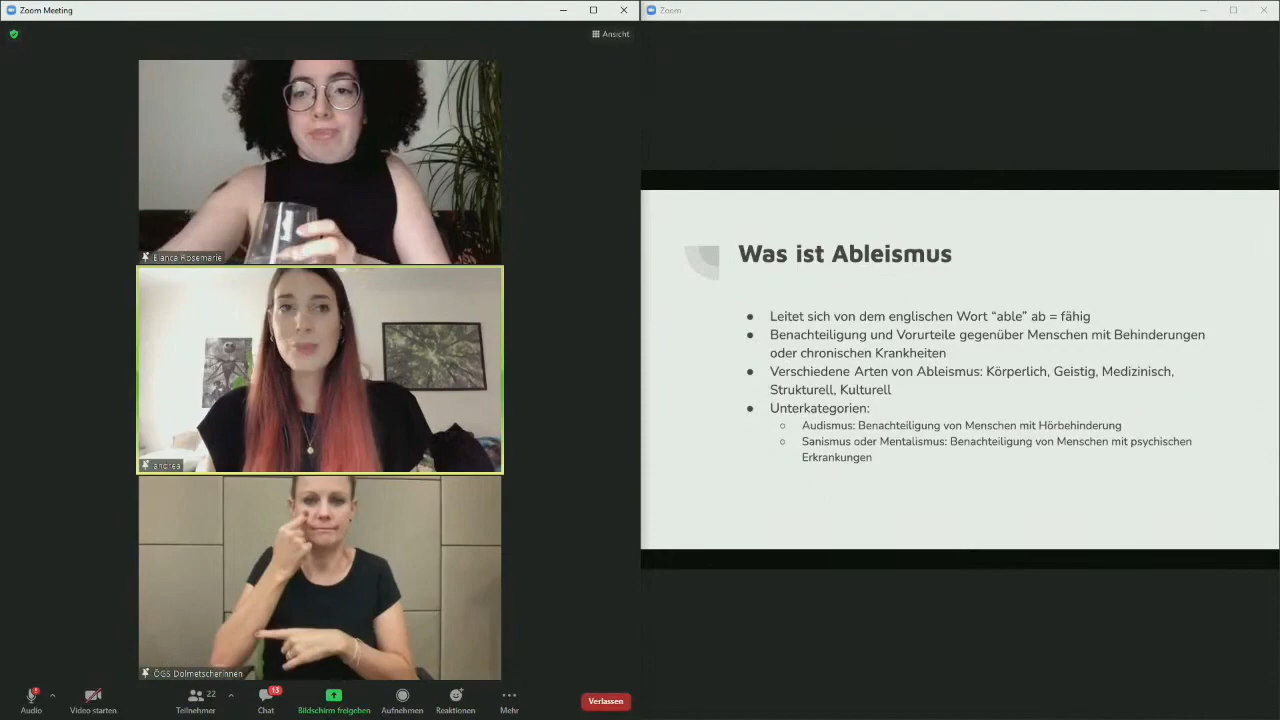 Zoom Meeting
Ansicht
Bianca Rosemarie
andrea
ÖGS DolmetscherInnen
Audio
Video starten
22
Teilnehmer
13
Chat
Bildschirm freigeben
Aufnehmen
Reaktionen
Mehr
Verlassen
Zoom
Was ist Ableismus
● Leitet sich von dem englischen Wort “able” ab = fähig
● Benachteiligung und Vorurteile gegenüber Menschen mit Behinderungen
oder chronischen Krankheiten
● Verschiedene Arten von Ableismus: Körperlich, Geistig, Medizinisch,
Strukturell, Kulturell
● Unterkategorien:
○ Audismus: Benachteiligung von Menschen mit Hörbehinderung
○ Sanismus oder Mentalismus: Benachteiligung von Menschen mit psychischen
Erkrankungen